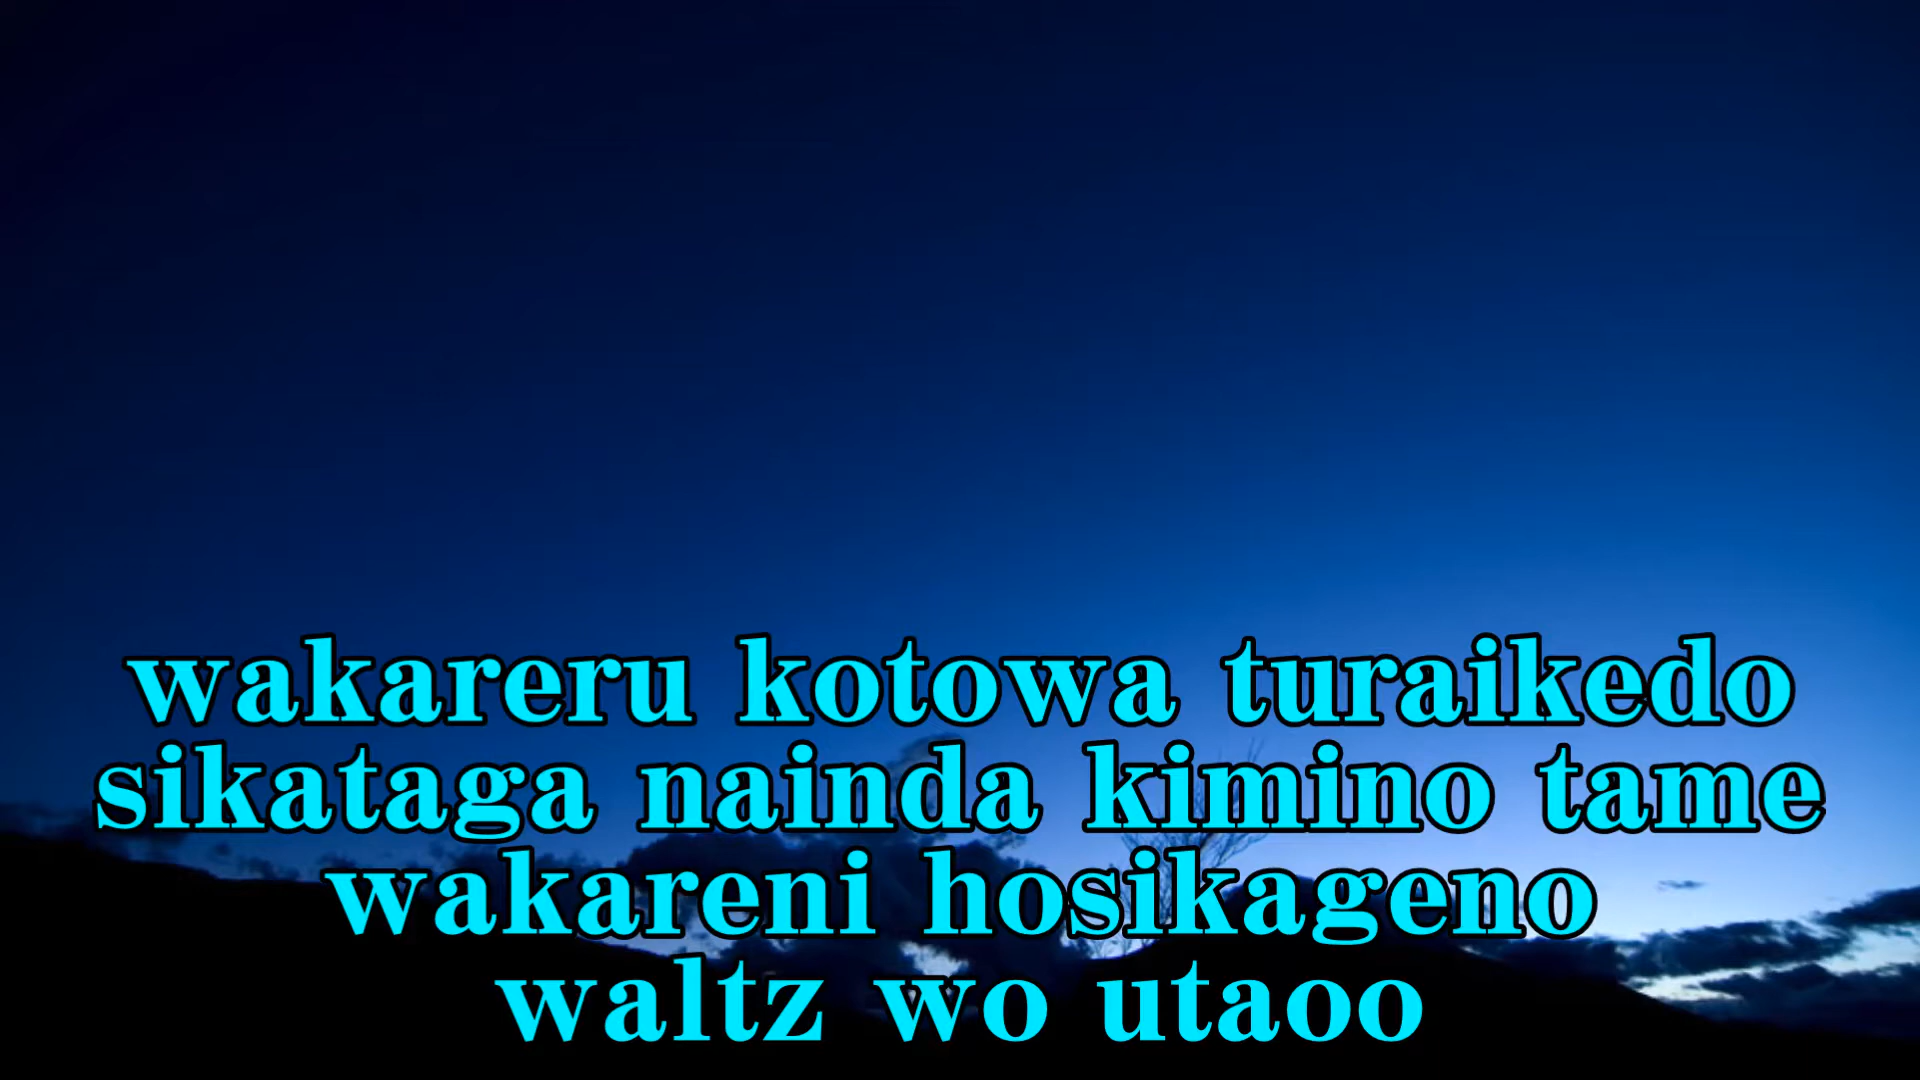 wakareru kotowa turaikedo
sikataga nainda kimino tame
wakareni hosikageno
waltz wo utaoo